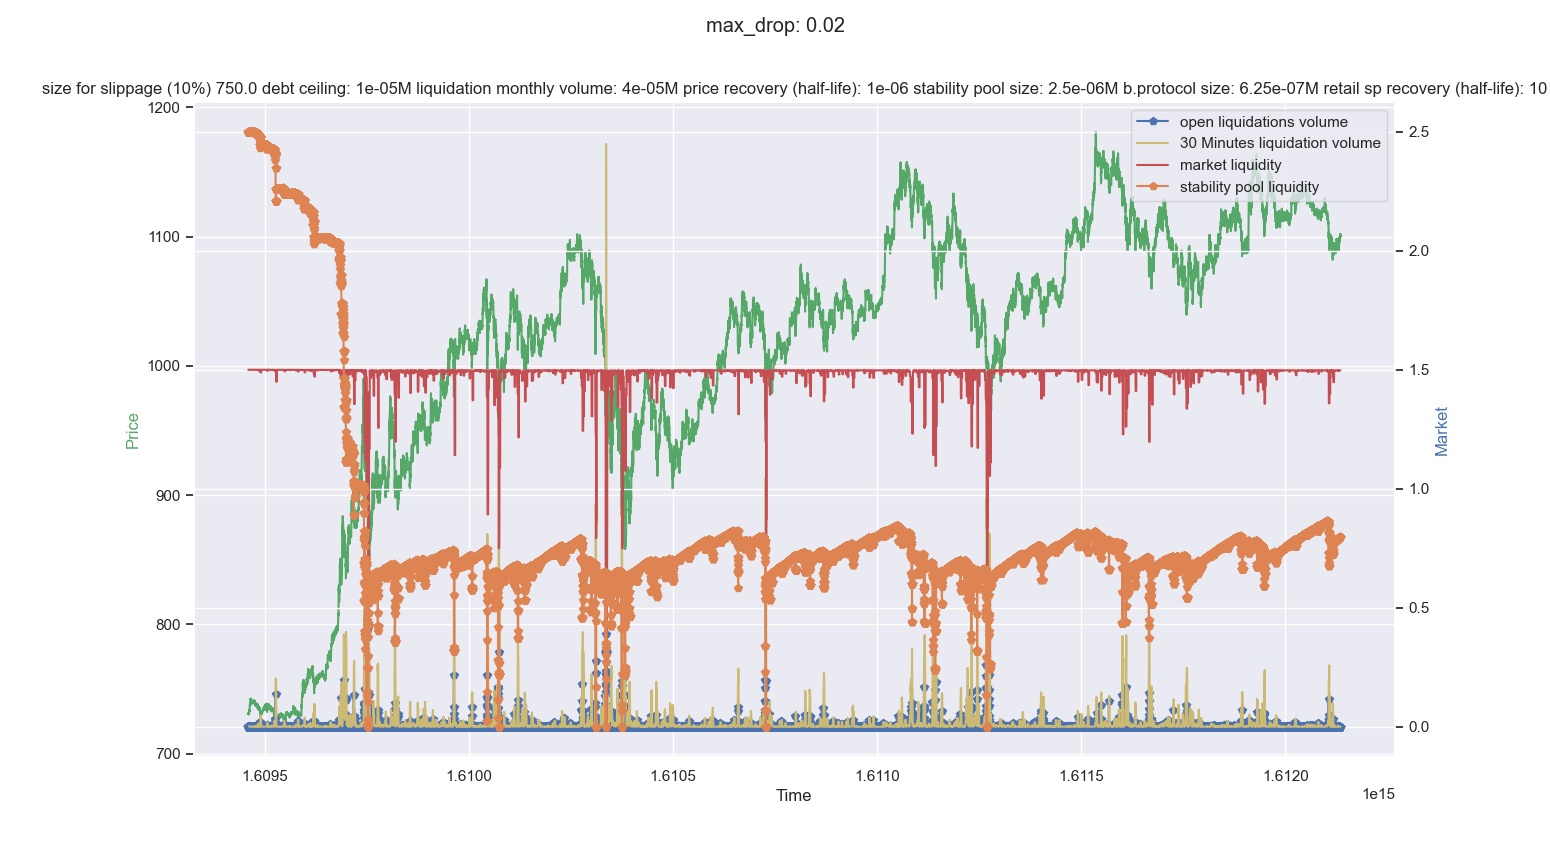 max_drop: 0.02
size for slippage (10%) 750.0 debt ceiling: 1e-05M liquidation monthly volume: 4e-05M price recovery (half-life): 1e-06 stability pool size: 2.5e-06M b.protocol size: 6.25e-07M retail sp recovery (half-life): 10
open liquidations volume
30 Minutes liquidation volume
market liquidity
stability pool liquidity
Price
1200
1100
1000
900
800
700
Market
2.5
2.0
1.5
1.0
0.5
0.0
1.6095 1.6100 1.6105 1.6110 1.6115 1.6120
Time
1e15